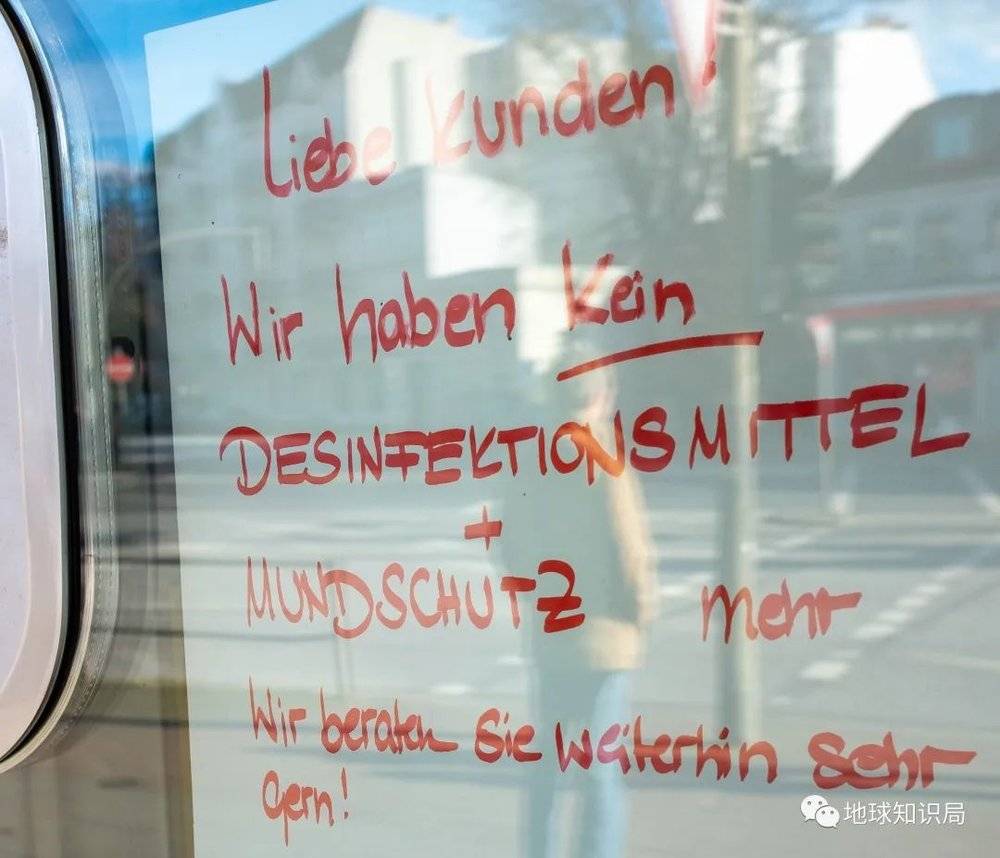 Liebe Kunden!
Wir haben Kein
DESINFEKTIONSMITTEL
+
MUNDSCHUTZ mehr
Wir beraten Sie weiterhin sehr
gern!
地球知识局